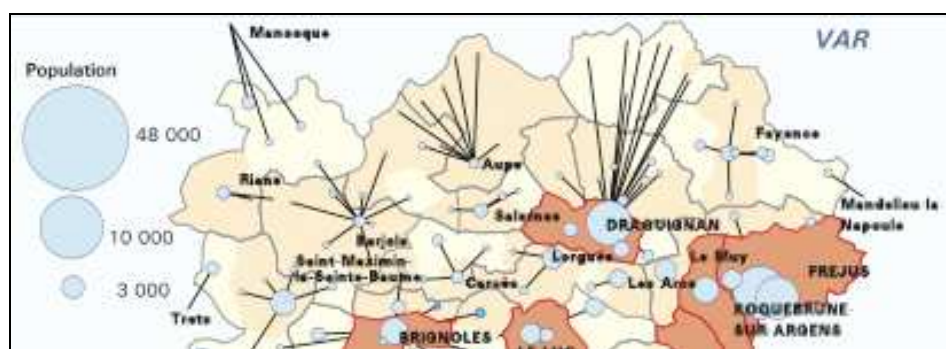 Manosque
VAR
Population
48 000
Fayence
Aups
Rians
Mandelieu la
Napoule
Salernes
DRAGUIGNAN
10 000
Barjols
Lorgues
Le Muy
Saint-Maximin
-la-Sainte-Baume
FREJUS
Carcès
Les Arcs
3 000
ROQUEBRUNE
SUR ARGENS
Trets
BRIGNOLES